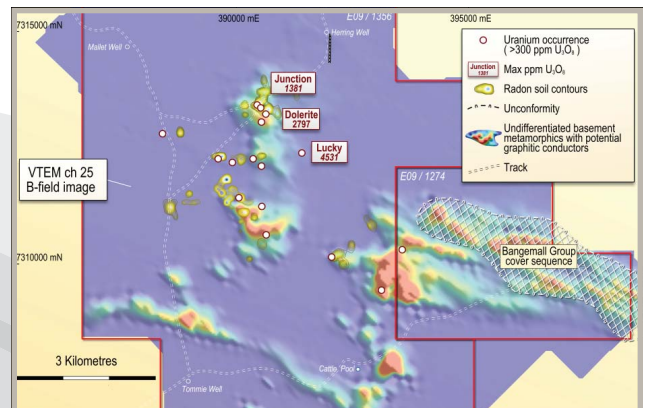 7315000 mN
390000 mE
E09 / 1356
395000 mE
Mallet Well
Herring Well
Junction
1381
Dolerite
2797
Lucky
4531
Uranium occurrence
( >300 ppm U₃O₈ )
Junction
1381
Max ppm U₃O₈
Radon soil contours
Unconformity
Undifferentiated basement
metamorphics with potential
graphitic conductors
Track
VTEM ch 25
B-field image
E09 / 1274
Bangemall Group
cover sequence
7310000 mN
3 Kilometres
Cattle Pool
Tommie Well